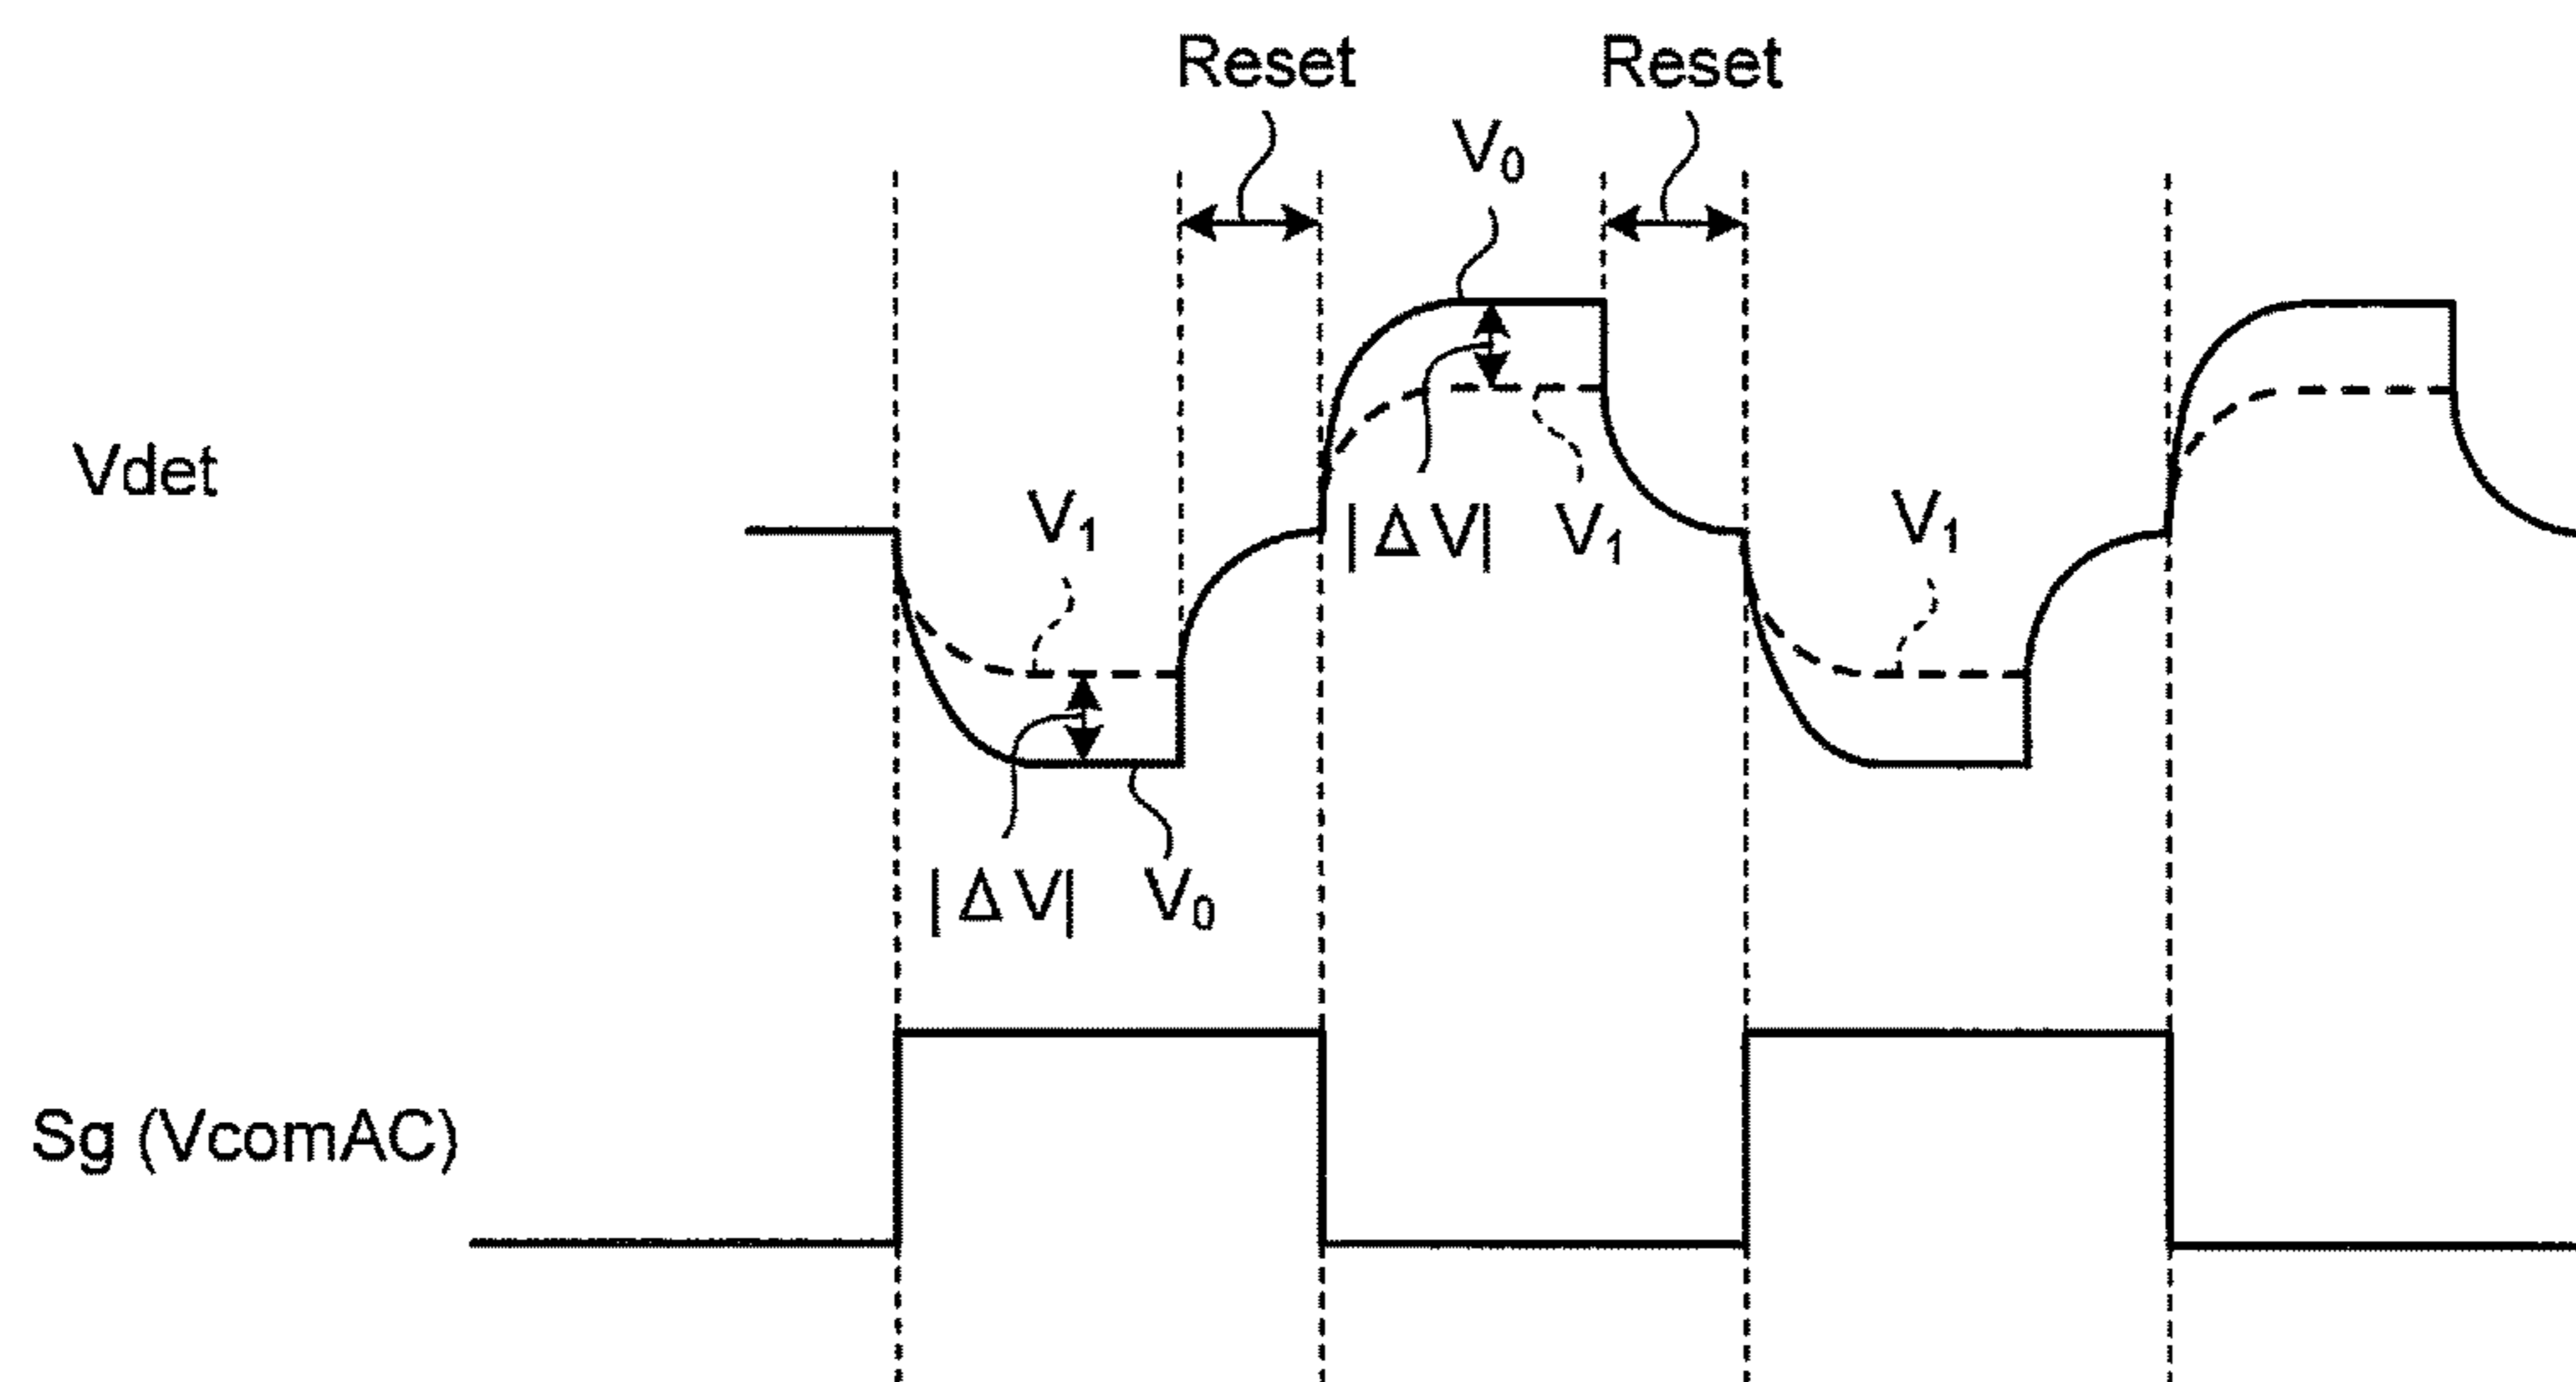 Reset
Reset
V0
Vdet
V1
|ΔV|
V1
V1
|ΔV|
V0
Sg (VcomAC)